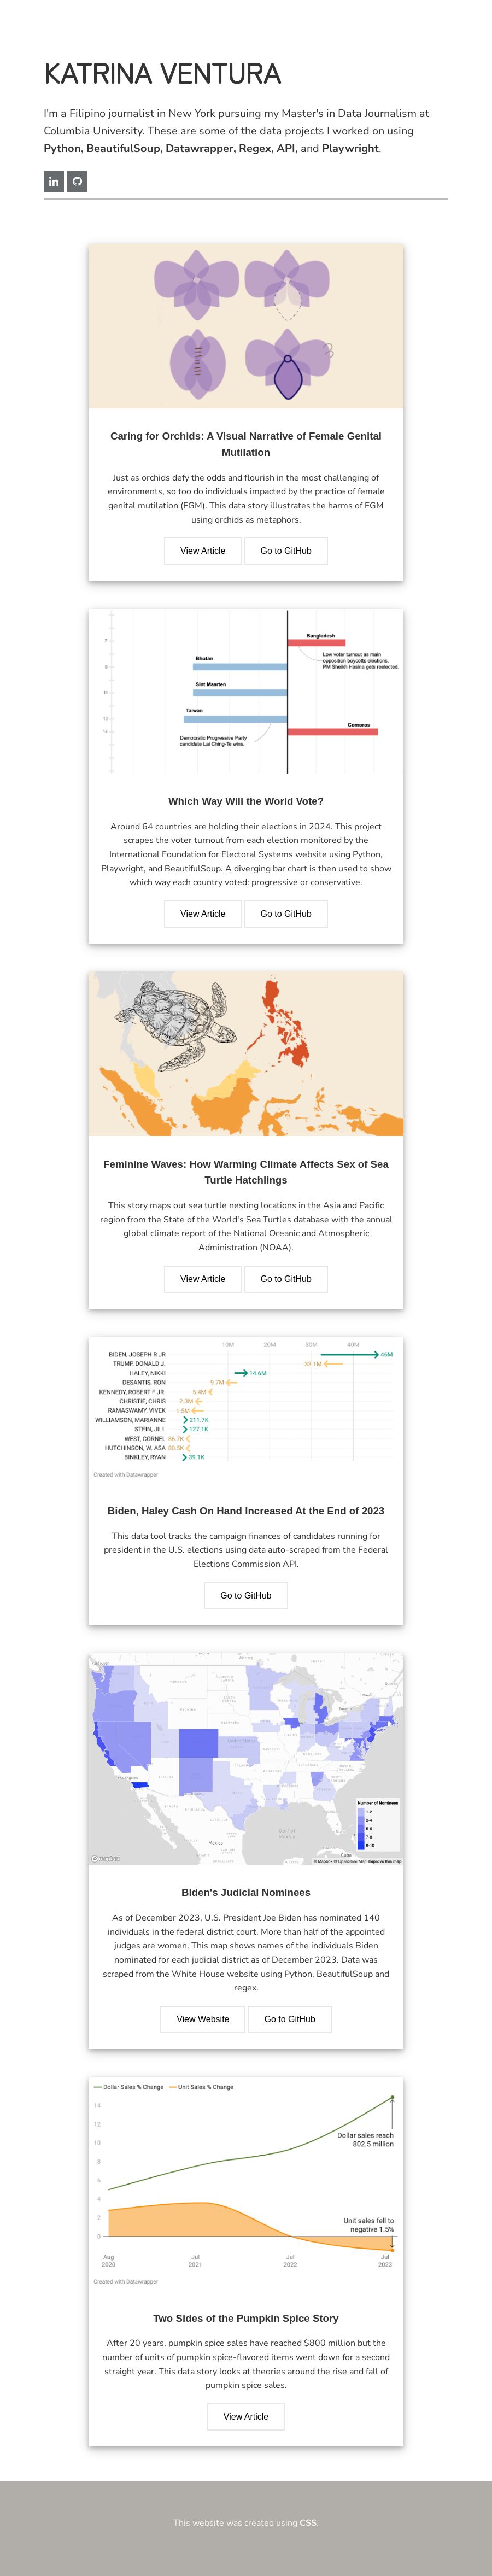 KATRINA VENTURA
I'm a Filipino journalist in New York pursuing my Master's in Data Journalism at
Columbia University. These are some of the data projects I worked on using
Python, BeautifulSoup, Datawrapper, Regex, API, and Playwright.
in
Caring for Orchids: A Visual Narrative of Female Genital
Mutilation
Just as orchids defy the odds and flourish in the most challenging of
environments, so too do individuals impacted by the practice of female
genital mutilation (FGM). This data story illustrates the harms of FGM
using orchids as metaphors.
View Article Go to GitHub
Bangladesh
Low voter turnout as main
opposition boycotts election.
PM Sheikh Hasina gets reelected.
Bhutan
Sint Maarten
Taiwan
Democratic Progressive Party
candidate Lai Ching-Te wins.
Comoros
Which Way Will the World Vote?
Around 64 countries are holding their elections in 2024. This project
scrapes the voter turnout from each election monitored by the
International Foundation for Electoral Systems website using Python,
Playwright, and BeautifulSoup. A diverging bar chart is then used to show
which way each country voted: progressive or conservative.
View Article Go to GitHub
Feminine Waves: How Warming Climate Affects Sex of Sea
Turtle Hatchlings
This story maps out sea turtle nesting locations in the Asia and Pacific
region from the State of the World's Sea Turtles database with the annual
global climate report of the National Oceanic and Atmospheric
Administration (NOAA).
View Article Go to GitHub
10M 20M 30M 40M
BIDEN, JOSEPH R JR 46M
TRUMP, DONALD J. 33.1M
HALEY, NIKKI 14.6M
DESANTIS, RON 9.7M
KENNEDY, ROBERT F JR. 5.4M
CHRISTIE, CHRIS
RAMASWAMY, VIVEK
WILLIAMSON, MARIANNE 211.7K
STEIN, JILL 127.1K
WEST, CORNEL 86.7K
HUTCHINSON, W. ASA 80.5K
BINKLEY, RYAN 39.1K
Created with Datawrapper
Biden, Haley Cash On Hand Increased At the End of 2023
This data tool tracks the campaign finances of candidates running for
president in the U.S. elections using data auto-scraped from the Federal
Elections Commission API.
Go to GitHub
Number of Nominees
1-2
3-4
5-6
7-8
9-10
Mexico
Gulf of
Mexico
Cuba
© Mapbox © OpenStreetMap Improve this map
Biden's Judicial Nominees
As of December 2023, U.S. President Joe Biden has nominated 140
individuals in the federal district court. More than half of the appointed
judges are women. This map shows names of the individuals Biden
nominated for each judicial district as of December 2023. Data was
scraped from the White House website using Python, BeautifulSoup and
regex.
View Website Go to GitHub
Dollar Sales % Change Unit Sales % Change
14
12
10
8
6
4
2
0
Dollar sales reach
802.5 million
Unit sales fell to
negative 1.5%
Aug Jul Jul Jul
2020 2021 2022 2023
Created with Datawrapper
Two Sides of the Pumpkin Spice Story
After 20 years, pumpkin spice sales have reached $800 million but the
number of units of pumpkin spice-flavored items went down for a second
straight year. This data story looks at theories around the rise and fall of
pumpkin spice sales.
View Article
This website was created using CSS.